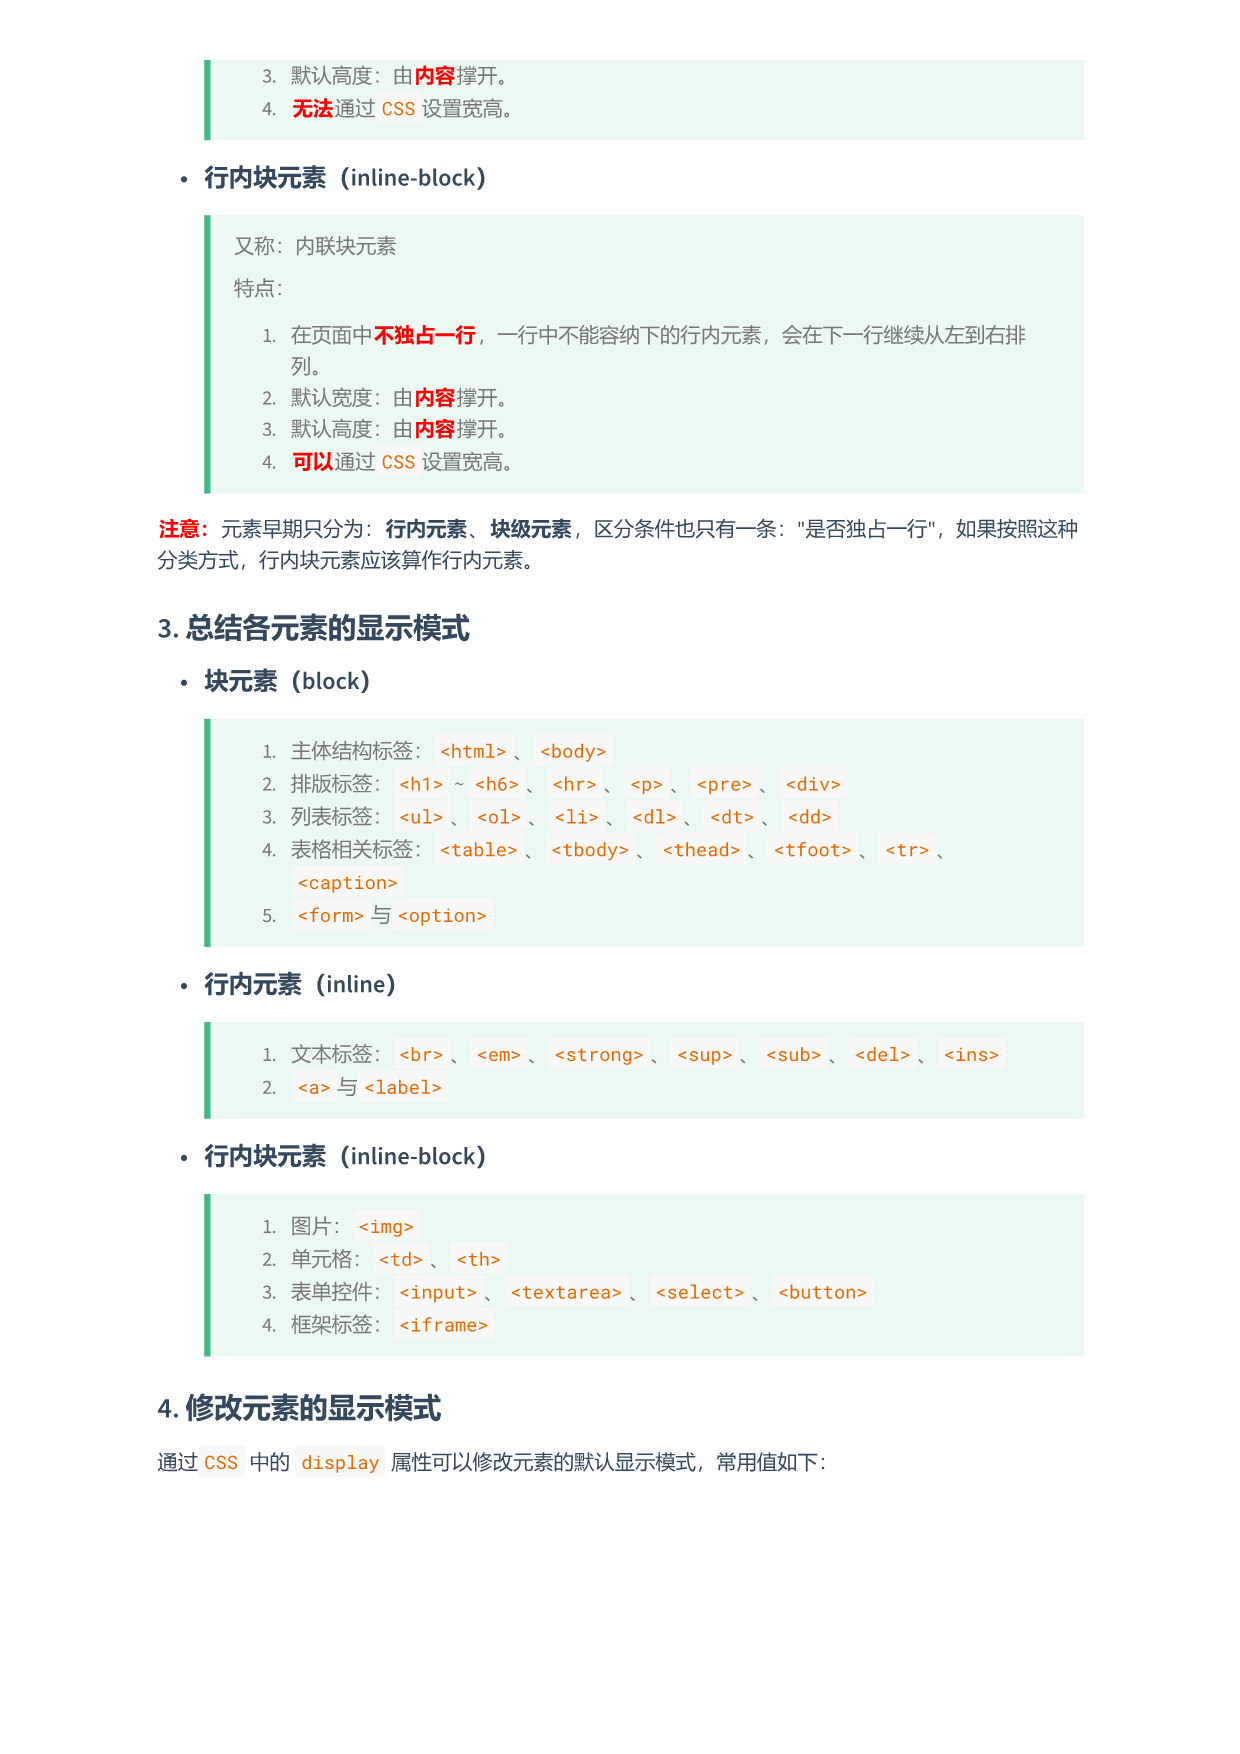 3. 默认高度：由内容撑开。
4. 无法通过 CSS 设置宽高。
• 行内块元素（inline-block）
又称：内联块元素
特点：
1. 在页面中不独占一行，一行中不能容纳下的行内元素，会在下一行继续从左到右排
列。
2. 默认宽度：由内容撑开。
3. 默认高度：由内容撑开。
4. 可以通过 CSS 设置宽高。
注意：元素早期只分为：行内元素、块级元素，区分条件也只有一条："是否独占一行"，如果按照这种
分类方式，行内块元素应该算作行内元素。
3. 总结各元素的显示模式
• 块元素（block）
1. 主体结构标签：<html>、<body>
2. 排版标签：<h1> ~ <h6>、<hr>、<p>、<pre>、<div>
3. 列表标签：<ul>、<ol>、<li>、<dl>、<dt>、<dd>
4. 表格相关标签：<table>、<tbody>、<thead>、<tfoot>、<tr>、
<caption>
5. <form>与<option>
• 行内元素（inline）
1. 文本标签：<br>、<em>、<strong>、<sup>、<sub>、<del>、<ins>
2. <a>与<label>
• 行内块元素（inline-block）
1. 图片：<img>
2. 单元格：<td>、<th>
3. 表单控件：<input>、<textarea>、<select>、<button>
4. 框架标签：<iframe>
4. 修改元素的显示模式
通过 CSS 中的 display 属性可以修改元素的默认显示模式，常用值如下：